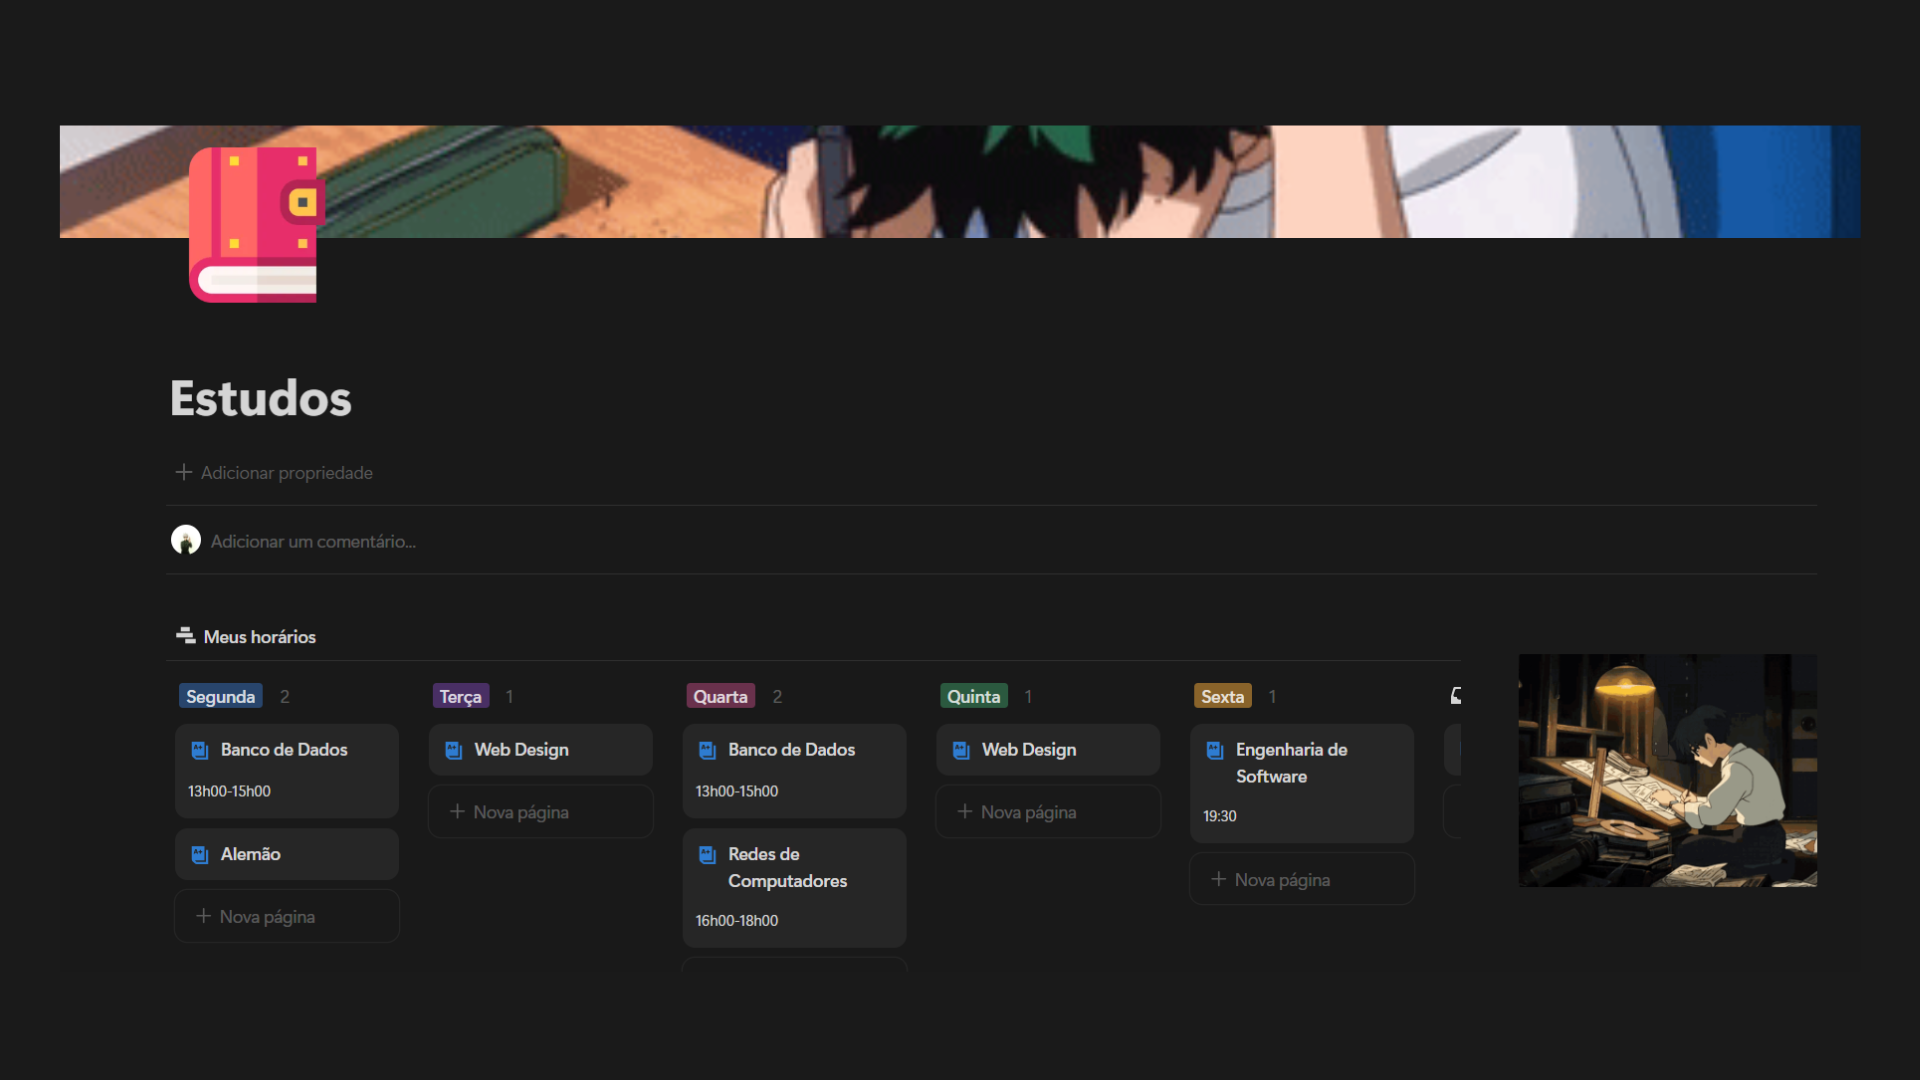 Estudos
Adicionar propriedade
Adicionar um comentário...
Meus horários
Segunda 2
Banco de Dados
13h00-15h00
Alemão
Nova página
Terça 1
Web Design
Nova página
Quarta 2
Banco de Dados
13h00-15h00
Redes de
Computadores
16h00-18h00
Quinta 1
Web Design
Nova página
Sexta 1
Engenharia de
Software
19:30
Nova página